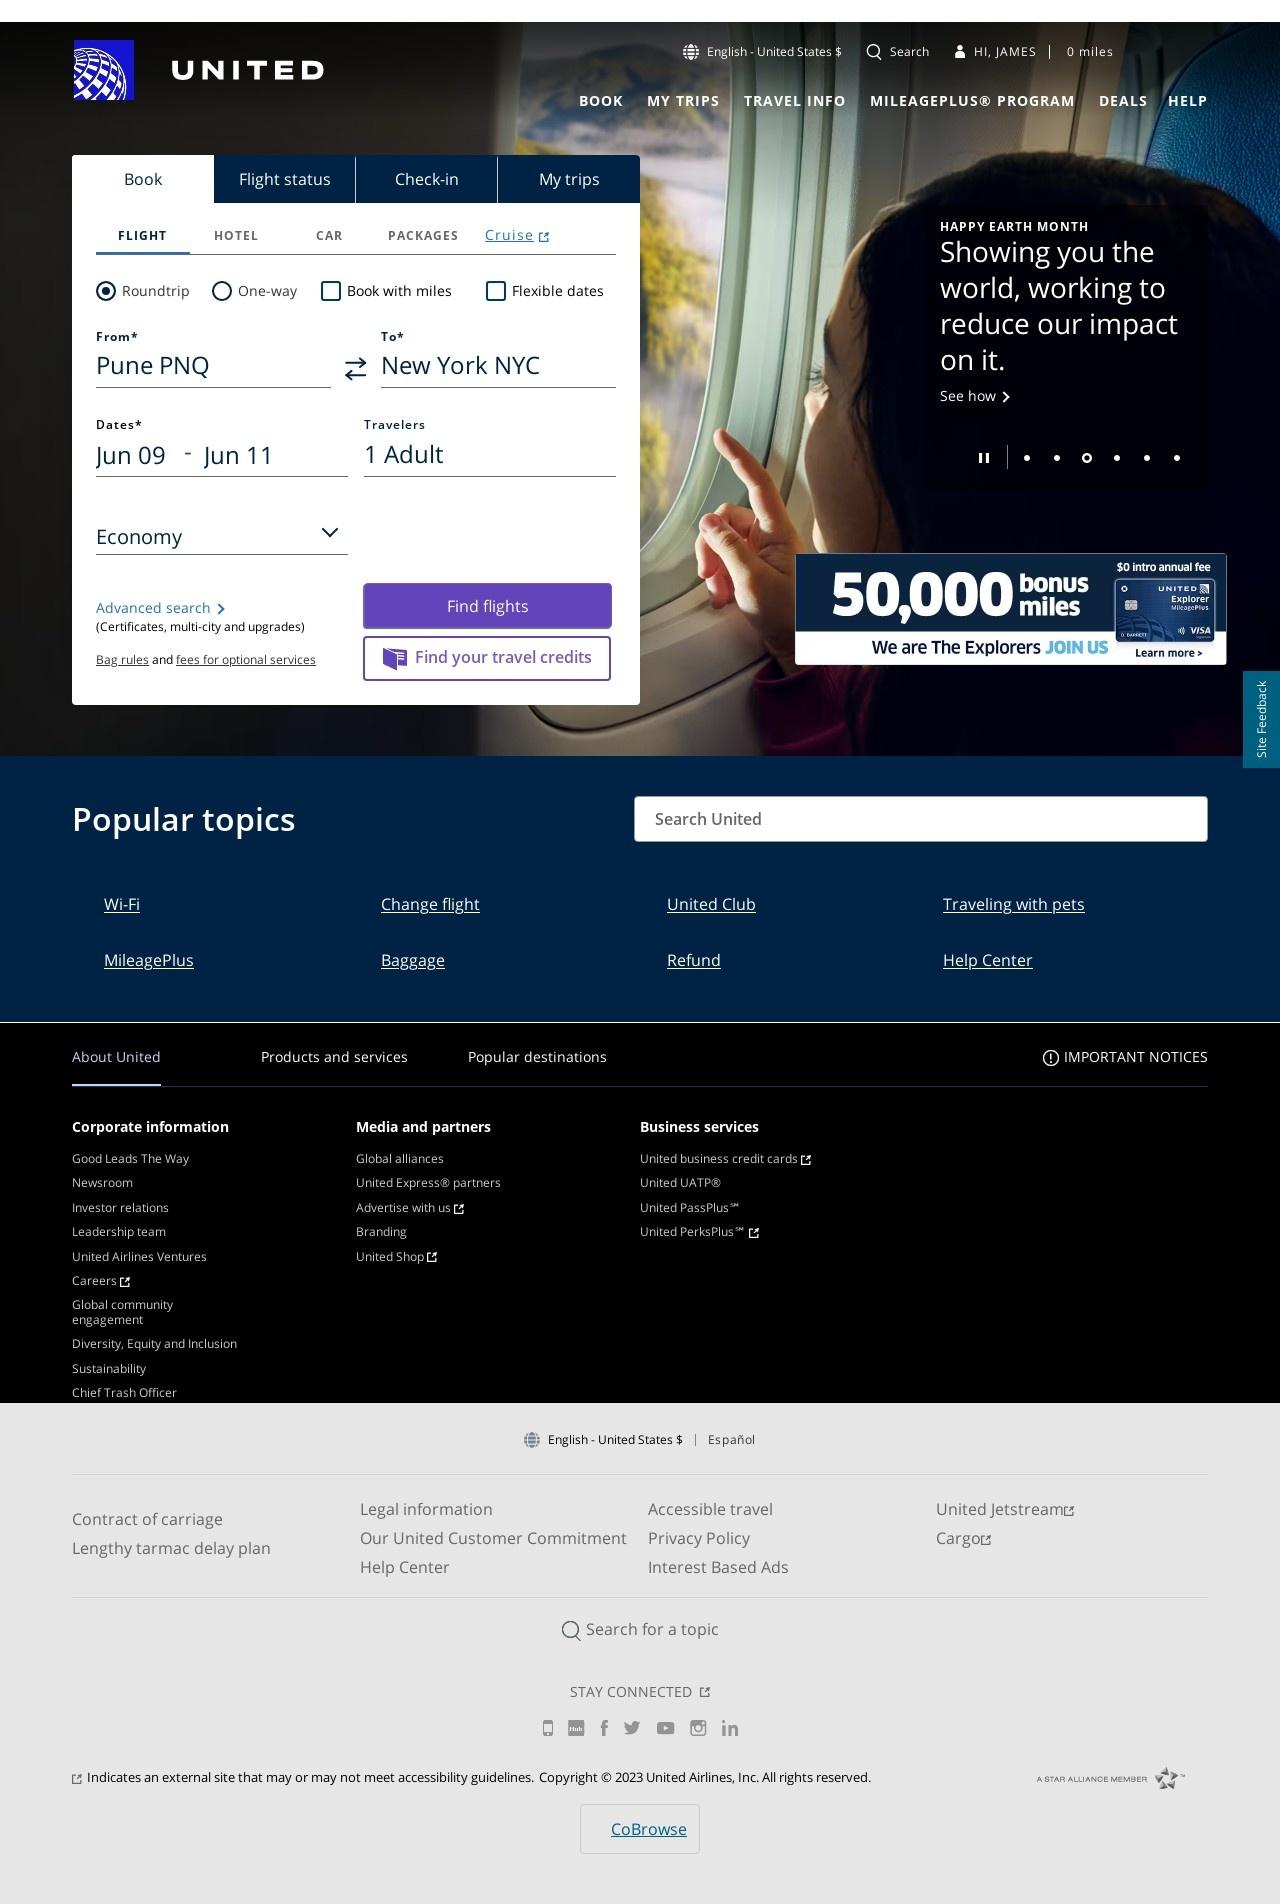 UNITED
English - United States $
Search
HI, JAMES
0 miles
BOOK
MY TRIPS
TRAVEL INFO
MILEAGEPLUS® PROGRAM
DEALS
HELP
Book
Flight status
Check-in
My trips
FLIGHT
HOTEL
CAR
PACKAGES
Cruise
Roundtrip
One-way
Book with miles
Flexible dates
From*
Pune PNQ
To*
New York NYC
Dates*
Jun 09 - Jun 11
Travelers
1 Adult
Economy
Advanced search
(Certificates, multi-city and upgrades)
Bag rules and fees for optional services
Find flights
Find your travel credits
HAPPY EARTH MONTH
Showing you the
world, working to
reduce our impact
on it.
See how
50,000 bonus
miles
We are The Explorers JOIN US
$0 intro annual fee
UNITED
Explorer
MileagePlus
D. BARRETT
VISA
Learn more >
Site Feedback
Popular topics
Search United
Wi-Fi
Change flight
United Club
Traveling with pets
MileagePlus
Baggage
Refund
Help Center
About United
Products and services
Popular destinations
IMPORTANT NOTICES
Corporate information
Good Leads The Way
Newsroom
Investor relations
Leadership team
United Airlines Ventures
Careers
Global community
engagement
Diversity, Equity and Inclusion
Sustainability
Chief Trash Officer
Media and partners
Global alliances
United Express® partners
Advertise with us
Branding
United Shop
Business services
United business credit cards
United UATP®
United PassPlus℠
United PerksPlus℠
English - United States $
Español
Contract of carriage
Lengthy tarmac delay plan
Legal information
Our United Customer Commitment
Help Center
Accessible travel
Privacy Policy
Interest Based Ads
United Jetstream
Cargo
Search for a topic
STAY CONNECTED
Hub
Indicates an external site that may or may not meet accessibility guidelines. Copyright © 2023 United Airlines, Inc. All rights reserved.
A STAR ALLIANCE MEMBER ™
CoBrowse